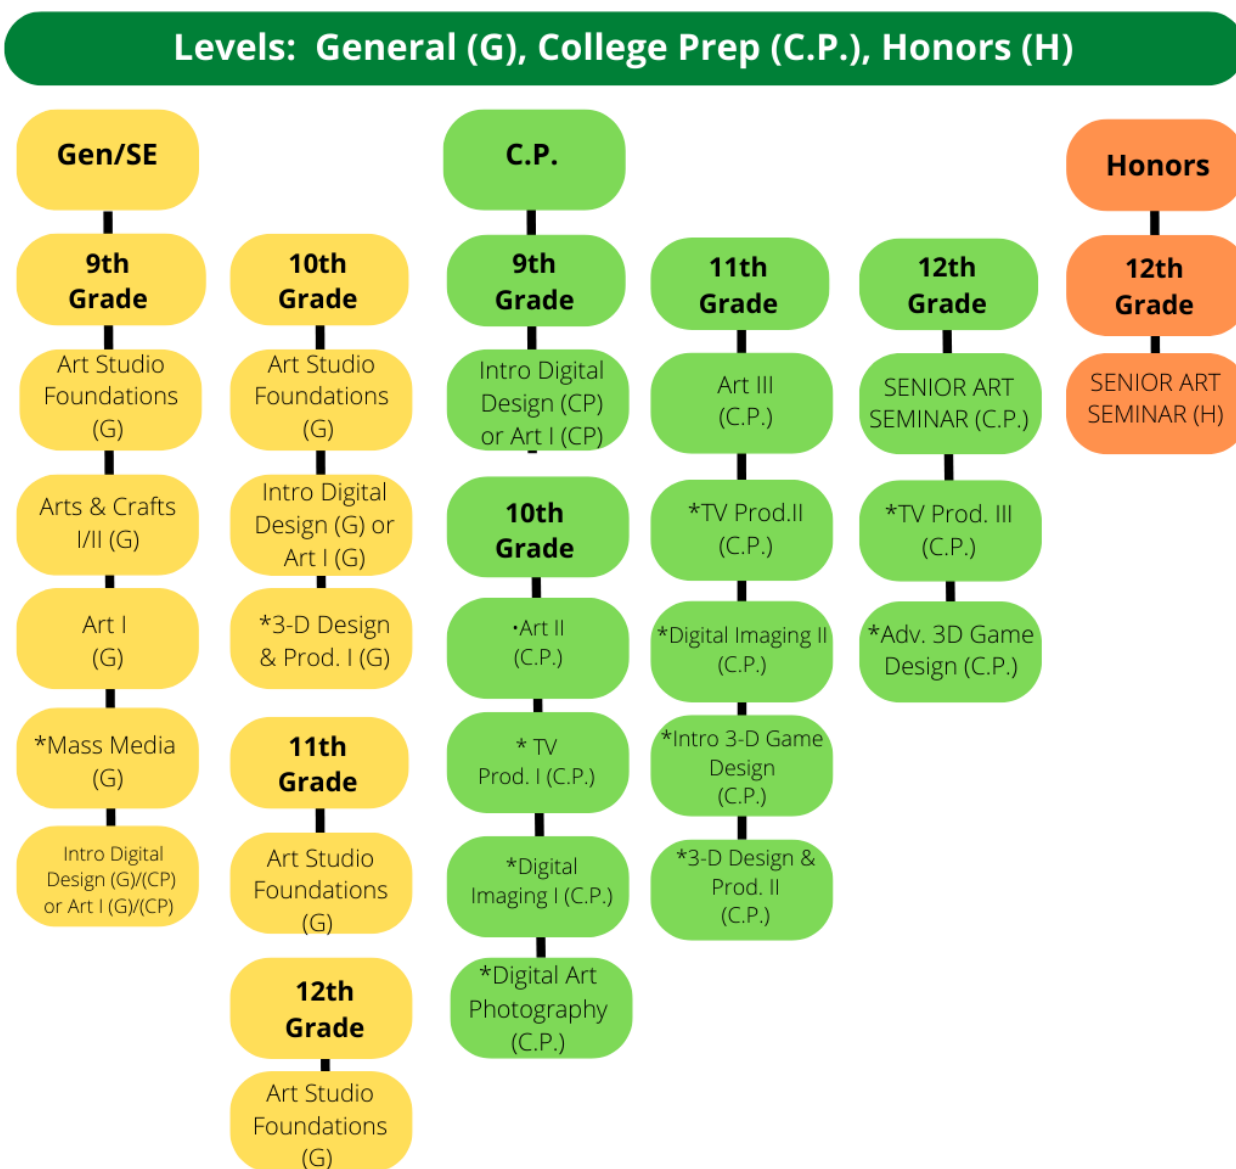 Levels:  General (G), College Prep (C.P.), Honors (H)
Gen/SE
9th
Grade
Art Studio
Foundations
(G)
Arts & Crafts
I/II (G)
Art I
(G)
*Mass Media
(G)
Intro Digital
Design (G)/(CP)
or Art I (G)/(CP)
10th
Grade
Art Studio
Foundations
(G)
Intro Digital
Design (G) or
Art I (G)
*3-D Design
& Prod. I (G)
11th
Grade
Art Studio
Foundations
(G)
12th
Grade
Art Studio
Foundations
(G)
C.P.
9th
Grade
Intro Digital
Design (CP)
or Art I (CP)
10th
Grade
•Art II
(C.P.)
* TV
Prod. I (C.P.)
*Digital
Imaging I (C.P.)
*Digital Art
Photography
(C.P.)
11th
Grade
Art III
(C.P.)
*TV Prod.II
(C.P.)
*Digital Imaging II
(C.P.)
*Intro 3-D Game
Design
(C.P.)
*3-D Design &
Prod. II
(C.P.)
12th
Grade
SENIOR ART
SEMINAR (C.P.)
*TV Prod. III
(C.P.)
*Adv. 3D Game
Design (C.P.)
Honors
12th
Grade
SENIOR ART
SEMINAR (H)